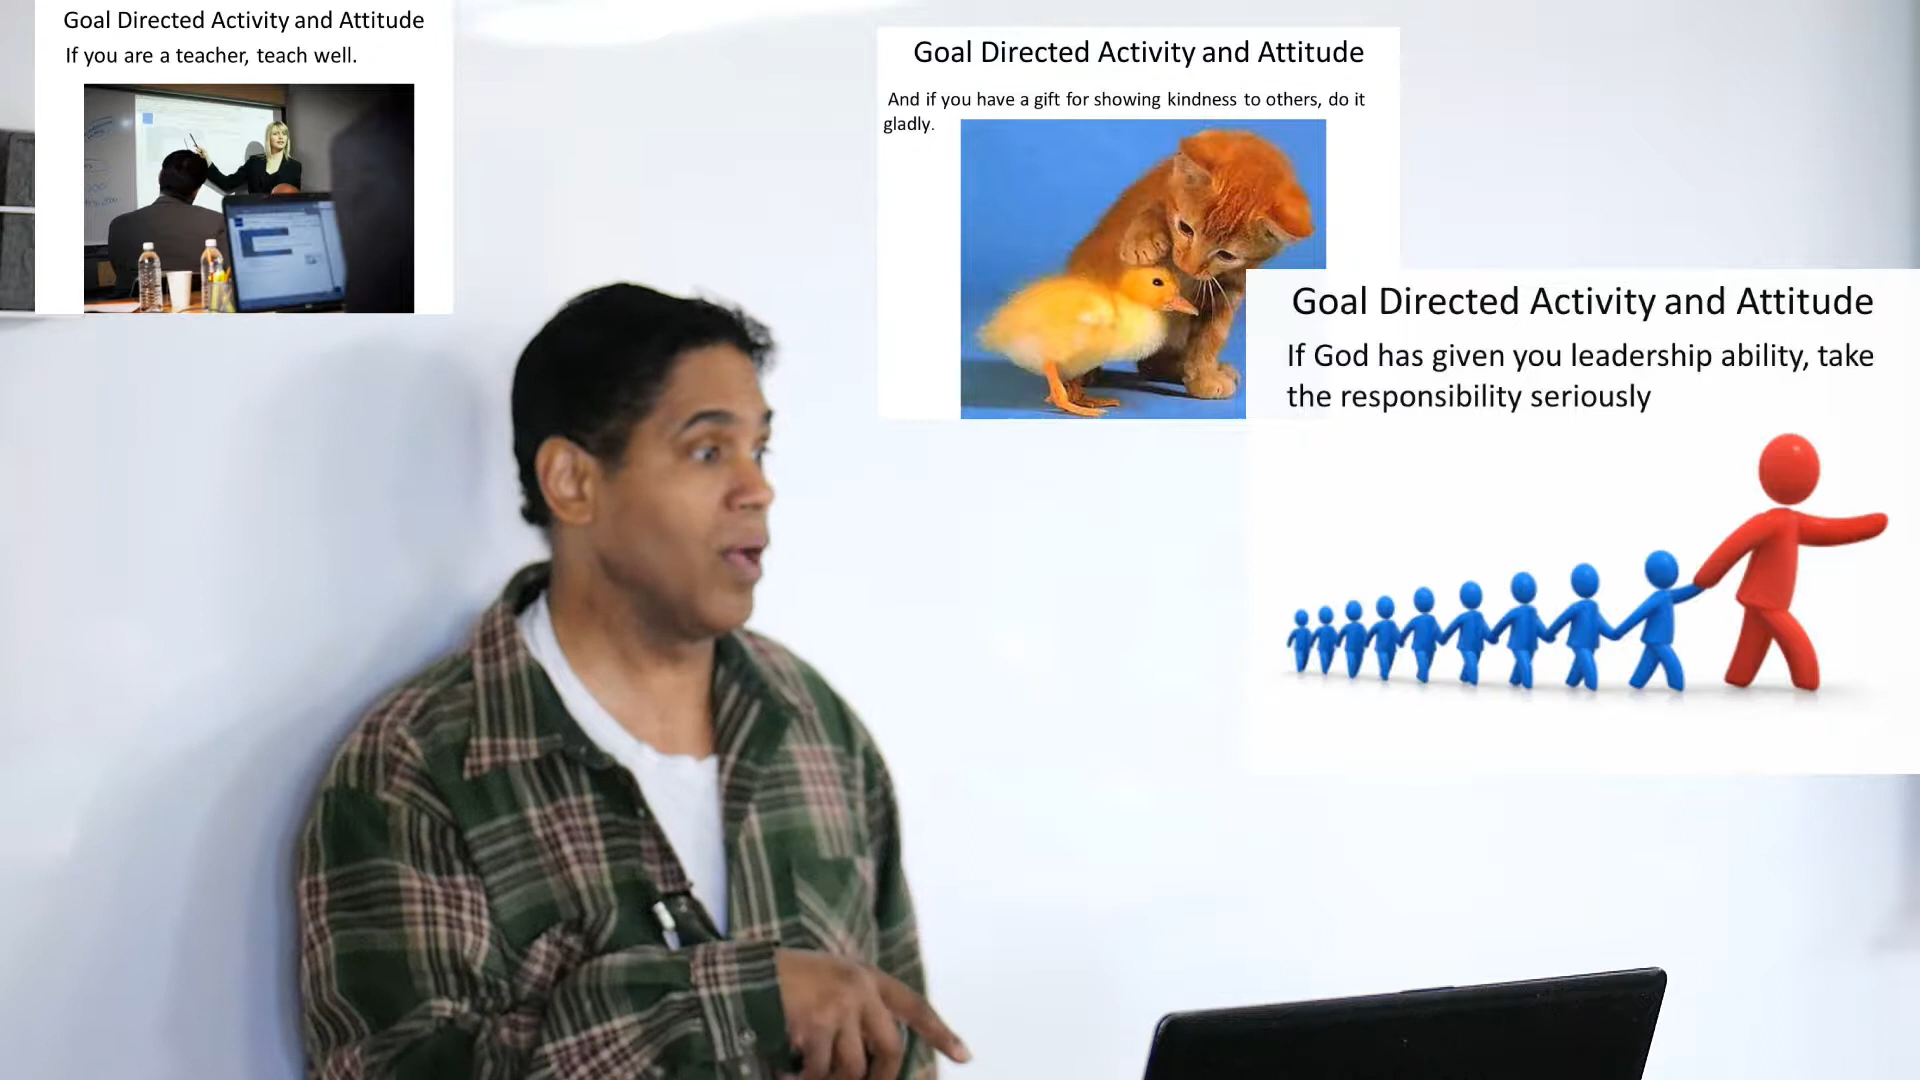 Goal Directed Activity and Attitude
If you are a teacher, teach well.
Goal Directed Activity and Attitude
And if you have a gift for showing kindness to others, do it
gladly.
Goal Directed Activity and Attitude
If God has given you leadership ability, take
the responsibility seriously